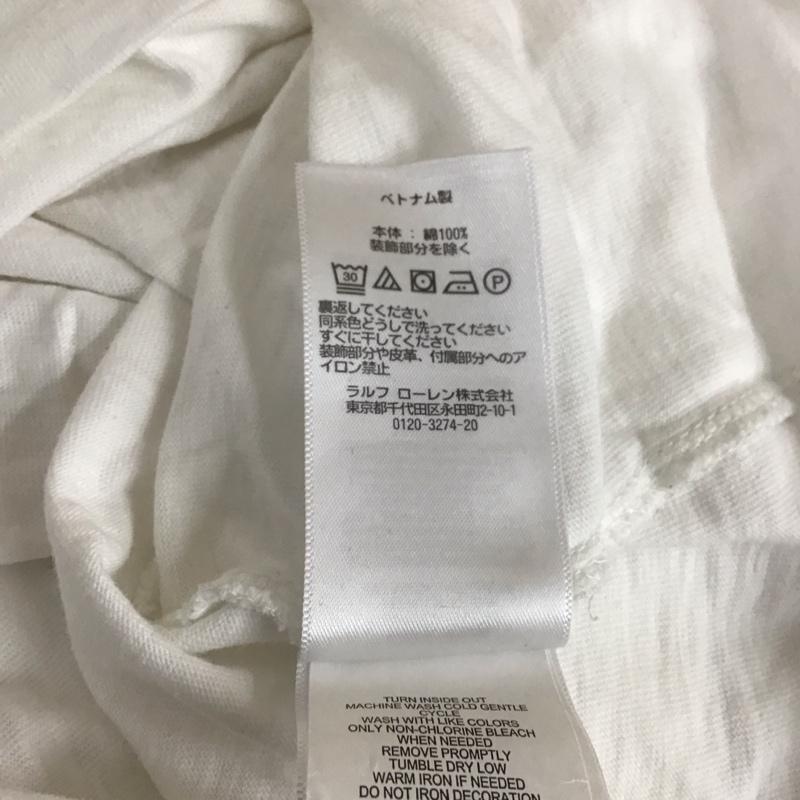 ベトナム製
本体 : 綿100%
装飾部分を除く
30 P
裏返してください
同系色どうしで洗ってください
すぐに干してください
装飾部分や皮革、付属部分へのア
イロン禁止
ラルフ ローレン株式会社
東京都千代田区永田町2-10-1
0120-3274-20
TURN INSIDE OUT
MACHINE WASH COLD GENTLE
CYCLE
WASH WITH LIKE COLORS
ONLY NON-CHLORINE BLEACH
WHEN NEEDED
REMOVE PROMPTLY
TUMBLE DRY LOW
WARM IRON IF NEEDED
DO NOT IRON DECORATION